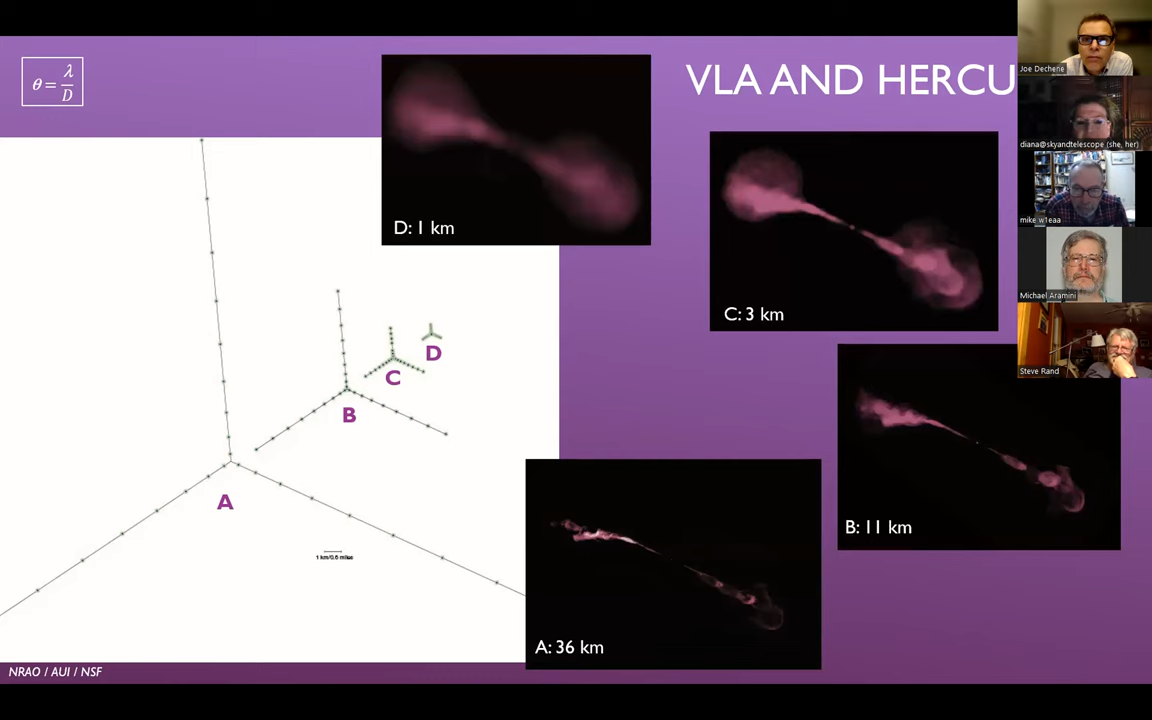 θ = λ/D
VLA AND HERCU
D: 1 km
C: 3 km
B: 11 km
A: 36 km
A
B
C
D
1 km/0.6 miles
NRAO / AUI / NSF
Joe Dechene
diana@skyandtelescope (she, her)
mike w1eaa
Michael Aramini
Steve Rand